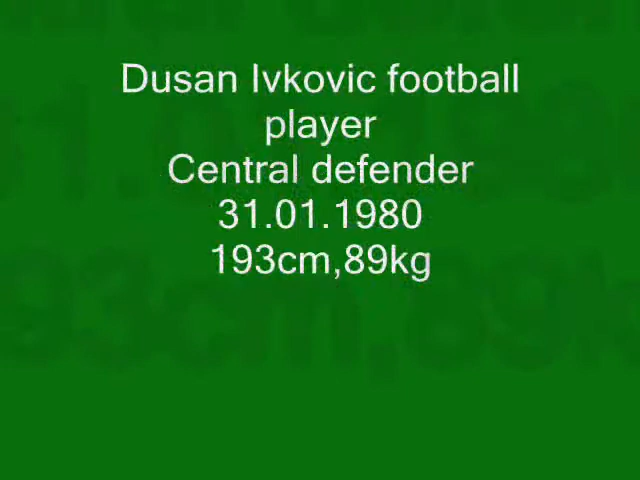 Dusan Ivkovic football
player
Central defender
31.01.1980
193cm,89kg